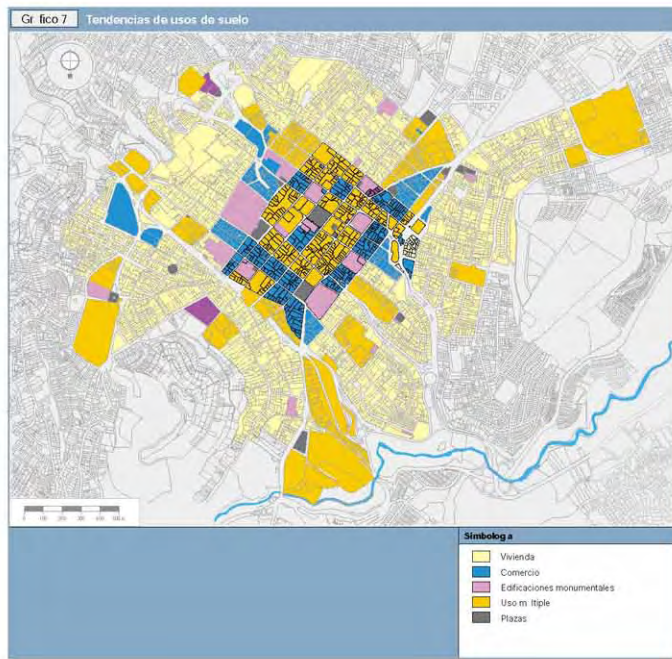 Gr fico 7
Tendencias de usos de suelo
Simbolog a
Vivienda
Comercio
Edificaciones monumentales
Uso m ltiple
Plazas